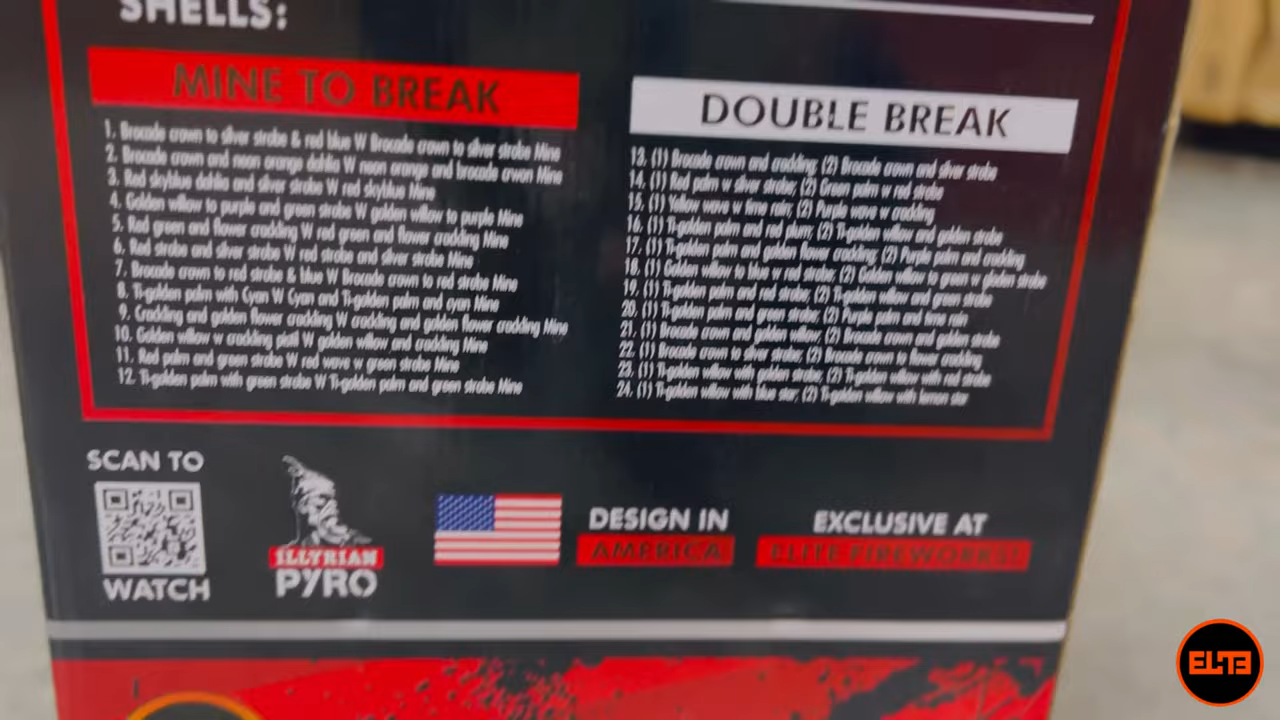 SHELLS:
MINE TO BREAK
1. Brocade crown to silver strobe & red blue W Brocade crown to silver strobe Mine
2. Brocade crown and neon orange dahlia W neon orange and brocade crwon Mine
3. Red skyblue dahlia and silver strobe W red skyblue Mine
4. Golden willow to purple and green strobe W golden willow to purple Mine
5. Red green and flower crackling W red green and flower crackling Mine
6. Red strobe and silver strobe W red strobe and silver strobe Mine
7. Brocade crown to red strobe & blue W Brocade crown to red strobe Mine
8. Ti-golden palm with Cyan W Cyan and Ti-golden palm and cyan Mine
9. Crackling and golden flower crackling W crackling and golden flower crackling Mine
10. Golden willow w crackling pistil W golden willow and crackling Mine
11. Red palm and green strobe W red wave w green strobe Mine
12. Ti-golden palm with green strobe W Ti-golden palm and green strobe Mine
DOUBLE BREAK
13. (1) Brocade crown and crackling; (2) Brocade crown and silver strobe
14. (1) Red palm w silver strobe; (2) Green palm w red strobe
15. (1) Yellow wave w time rain; (2) Purple wave w crackling
16. (1) Ti-golden palm and red plum; (2) Ti-golden willow and golden strobe
17. (1) Ti-golden palm and golden flower crackling; (2) Purple palm and crackling
18. (1) Golden willow to blue w red strobe; (2) Golden willow to green w golden strobe
19. (1) Ti-golden palm and red strobe; (2) Ti-golden willow and green strobe
20. (1) Ti-golden palm and green strobe; (2) Purple palm and time rain
21. (1) Brocade crown and golden willow; (2) Brocade crown and golden strobe
22. (1) Brocade crown to silver strobe; (2) Brocade crown to flower crackling
23. (1) Ti-golden willow with golden strobe; (2) Ti-golden willow with red strobe
24. (1) Ti-golden willow with blue star; (2) Ti-golden willow with lemon star
SCAN TO
WATCH
ILLYRIAN
PYRO
DESIGN IN
AMERICA
EXCLUSIVE AT
ELITE FIREWORKS!
ELITE